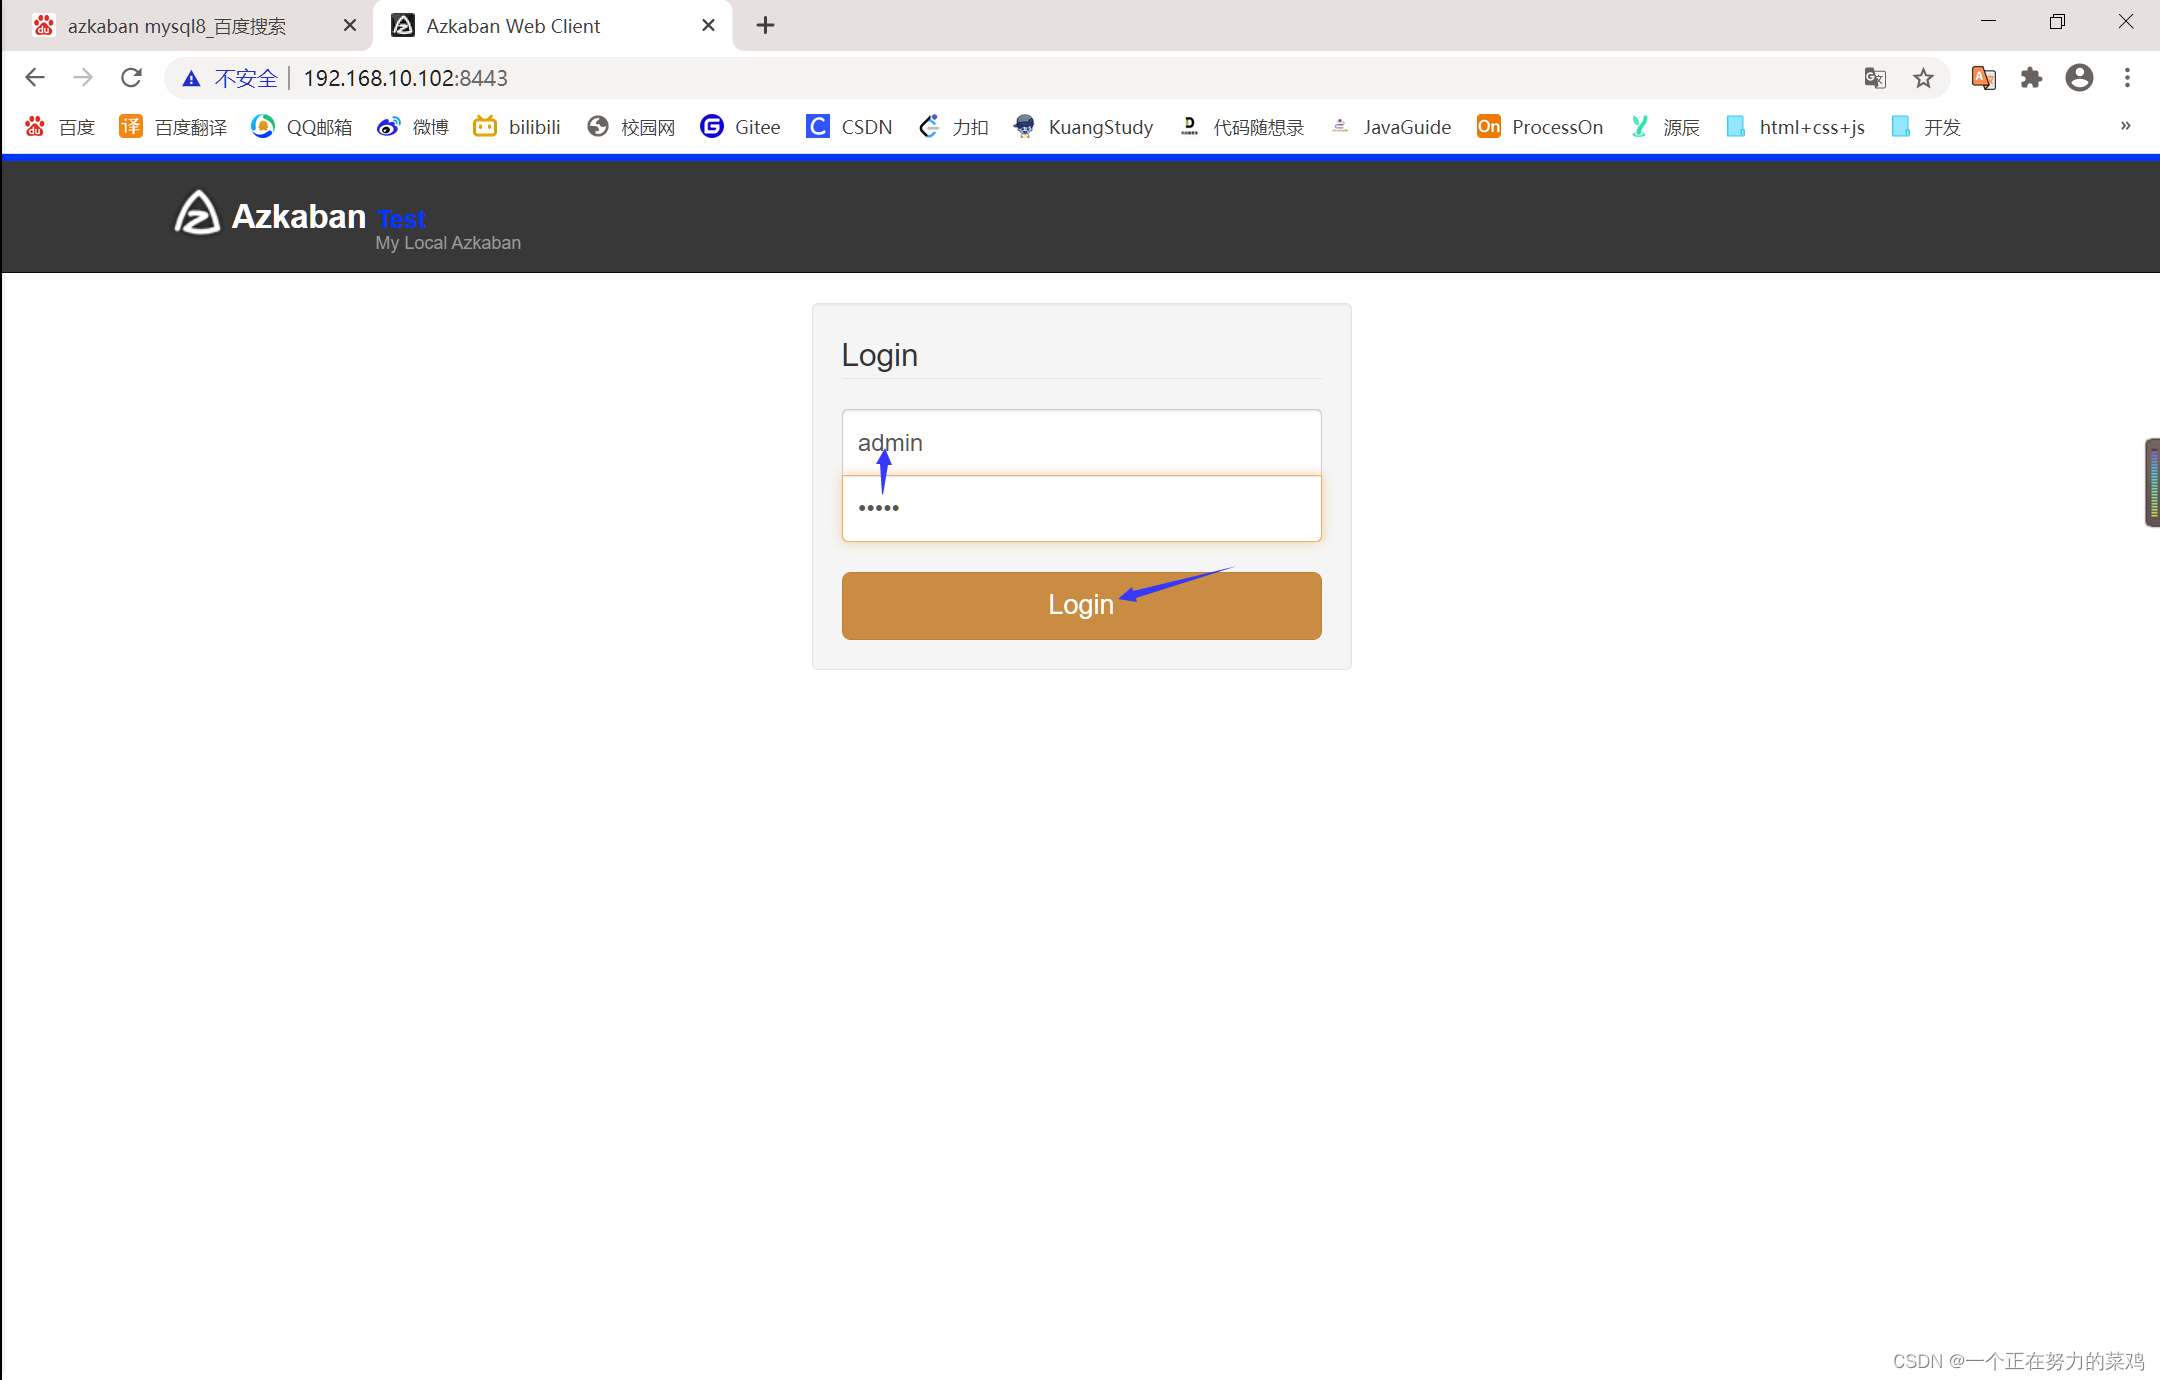 azkaban mysql8_百度搜索
Azkaban Web Client
不安全 192.168.10.102:8443
百度 百度翻译 QQ邮箱 微博 bilibili 校园网 Gitee CSDN 力扣 KuangStudy 代码随想录 JavaGuide ProcessOn 源辰 html+css+js 开发 »
Azkaban Test
My Local Azkaban
Login
admin
•••••
Login
CSDN @一个正在努力的菜鸡